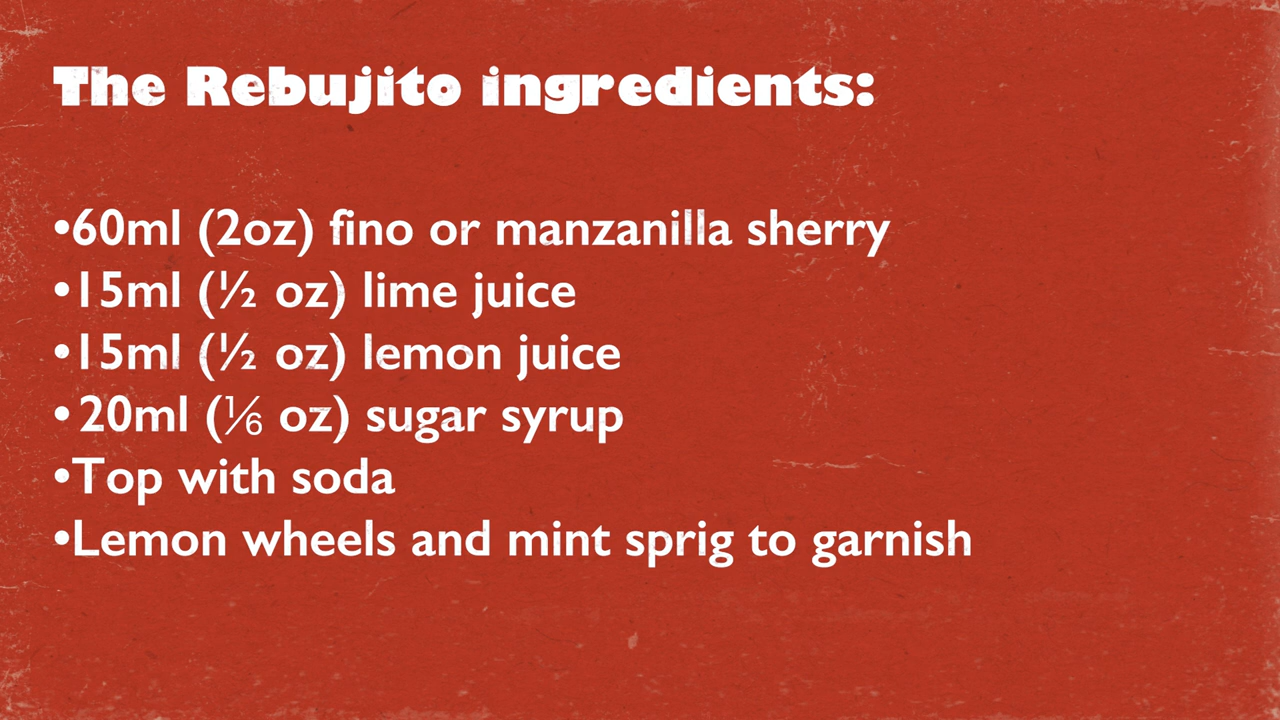 The Rebujito ingredients:
•60ml (2oz) fino or manzanilla sherry
•15ml (½ oz) lime juice
•15ml (½ oz) lemon juice
•20ml (⅙ oz) sugar syrup
•Top with soda
•Lemon wheels and mint sprig to garnish